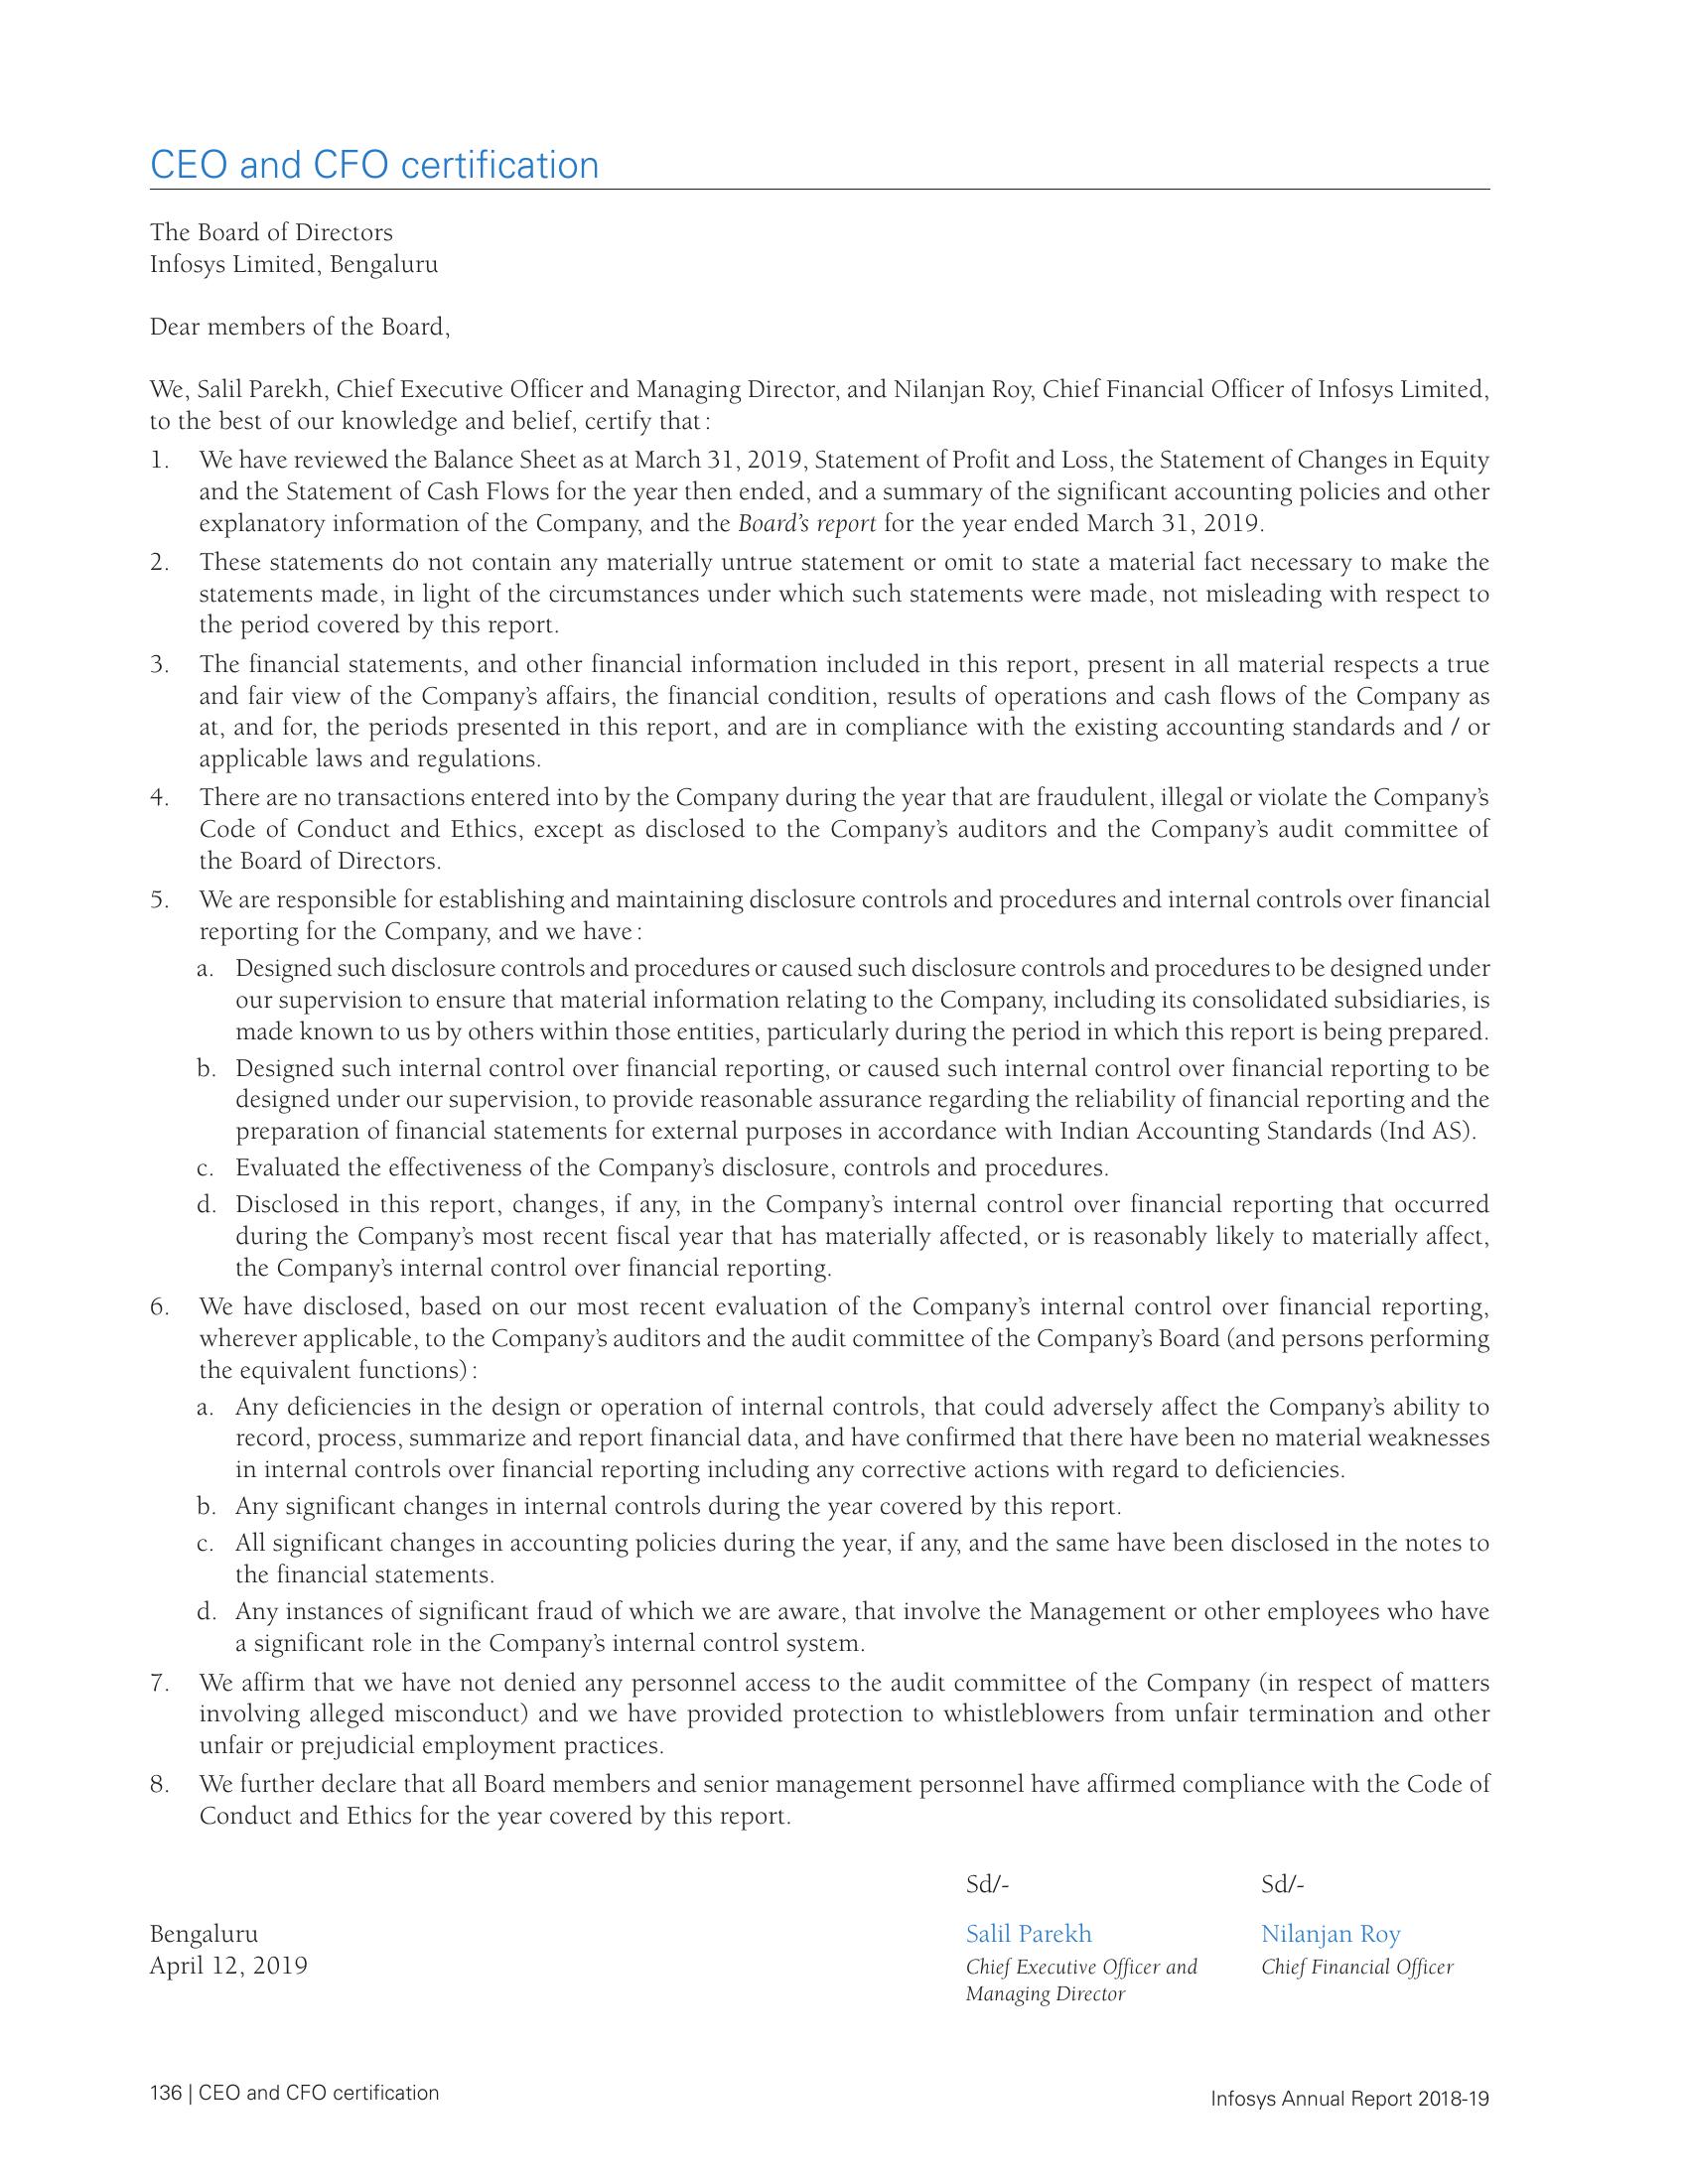 CEO and CFO certification
The Board of Directors
Infosys Limited, Bengaluru
Dear members of the Board,
We, Salil Parekh, Chief Executive Officer and Managing Director, and Nilanjan Roy, Chief Financial Officer of Infosys Limited,
to the best of our knowledge and belief, certify that :
1. We have reviewed the Balance Sheet as at March 31, 2019, Statement of Profit and Loss, the Statement of Changes in Equity
and the Statement of Cash Flows for the year then ended, and a summary of the significant accounting policies and other
explanatory information of the Company, and the Board's report for the year ended March 31, 2019.
2. These statements do not contain any materially untrue statement or omit to state a material fact necessary to make the
statements made, in light of the circumstances under which such statements were made, not misleading with respect to
the period covered by this report.
3. The financial statements, and other financial information included in this report, present in all material respects a true
and fair view of the Company's affairs, the financial condition, results of operations and cash flows of the Company as
at, and for, the periods presented in this report, and are in compliance with the existing accounting standards and / or
applicable laws and regulations.
4. There are no transactions entered into by the Company during the year that are fraudulent, illegal or violate the Company's
Code of Conduct and Ethics, except as disclosed to the Company's auditors and the Company's audit committee of
the Board of Directors.
5. We are responsible for establishing and maintaining disclosure controls and procedures and internal controls over financial
reporting for the Company, and we have :
a. Designed such disclosure controls and procedures or caused such disclosure controls and procedures to be designed under
our supervision to ensure that material information relating to the Company, including its consolidated subsidiaries, is
made known to us by others within those entities, particularly during the period in which this report is being prepared.
b. Designed such internal control over financial reporting, or caused such internal control over financial reporting to be
designed under our supervision, to provide reasonable assurance regarding the reliability of financial reporting and the
preparation of financial statements for external purposes in accordance with Indian Accounting Standards (Ind AS).
c. Evaluated the effectiveness of the Company's disclosure, controls and procedures.
d. Disclosed in this report, changes, if any, in the Company's internal control over financial reporting that occurred
during the Company's most recent fiscal year that has materially affected, or is reasonably likely to materially affect,
the Company's internal control over financial reporting.
6. We have disclosed, based on our most recent evaluation of the Company's internal control over financial reporting,
wherever applicable, to the Company's auditors and the audit committee of the Company's Board (and persons performing
the equivalent functions) :
a. Any deficiencies in the design or operation of internal controls, that could adversely affect the Company's ability to
record, process, summarize and report financial data, and have confirmed that there have been no material weaknesses
in internal controls over financial reporting including any corrective actions with regard to deficiencies.
b. Any significant changes in internal controls during the year covered by this report.
c. All significant changes in accounting policies during the year, if any, and the same have been disclosed in the notes to
the financial statements.
d. Any instances of significant fraud of which we are aware, that involve the Management or other employees who have
a significant role in the Company's internal control system.
7. We affirm that we have not denied any personnel access to the audit committee of the Company (in respect of matters
involving alleged misconduct) and we have provided protection to whistleblowers from unfair termination and other
unfair or prejudicial employment practices.
8. We further declare that all Board members and senior management personnel have affirmed compliance with the Code of
Conduct and Ethics for the year covered by this report.
Sd/- Sd/-
Bengaluru Salil Parekh Nilanjan Roy
April 12, 2019 Chief Executive Officer and Chief Financial Officer
Managing Director
136 | CEO and CFO certification
Infosys Annual Report 2018-19